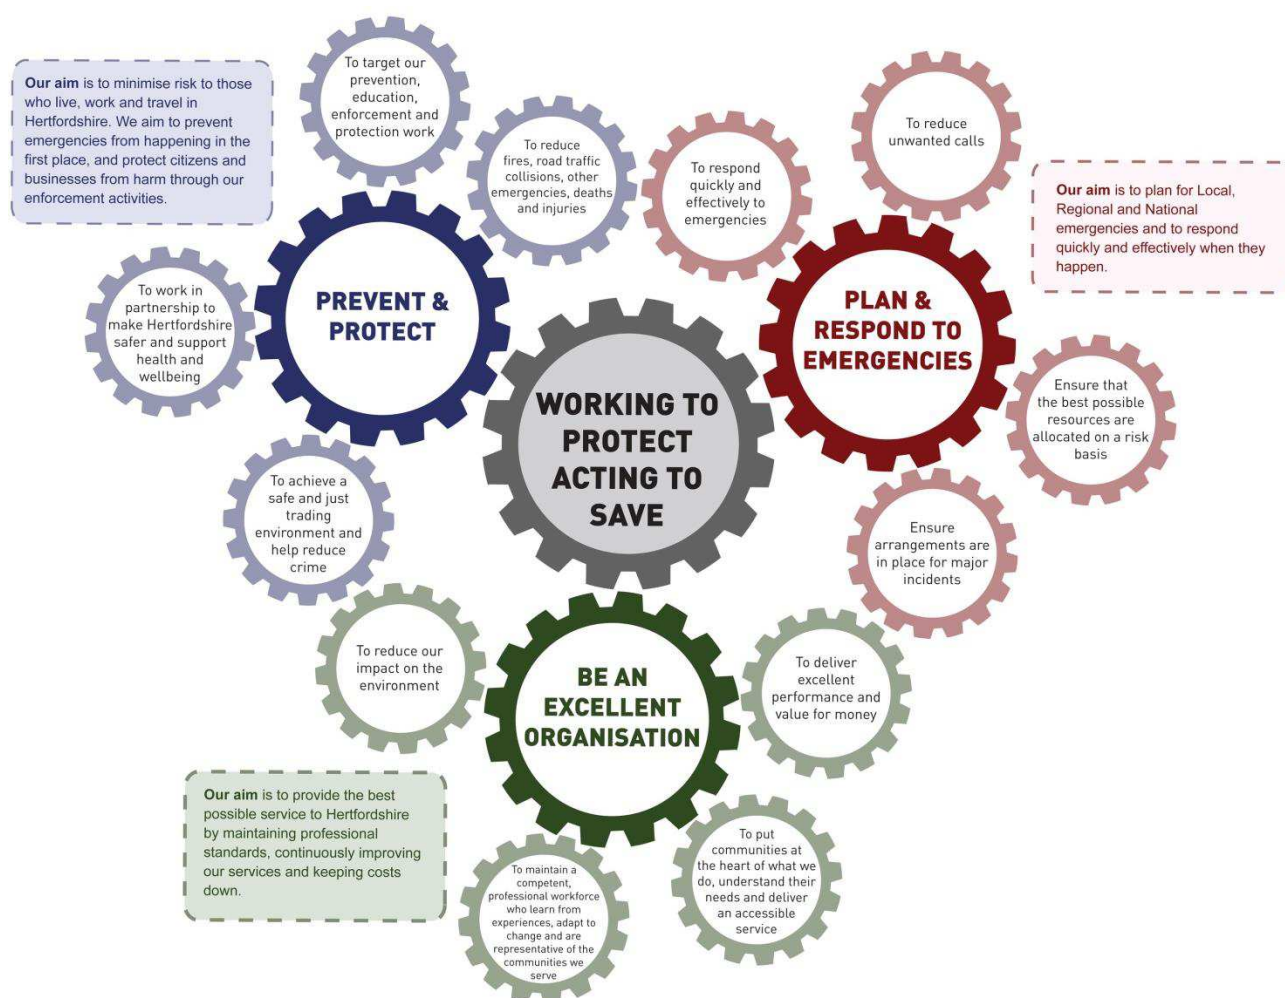 Our aim is to minimise risk to those
who live, work and travel in
Hertfordshire. We aim to prevent
emergencies from happening in the
first place, and protect citizens and
businesses from harm through our
enforcement activities.
To target our
prevention,
education,
enforcement and
protection work
To reduce
fires, road traffic
collisions, other
emergencies, deaths
and injuries
To work in
partnership to
make Hertfordshire
safer and support
health and
wellbeing
PREVENT &
PROTECT
To achieve a
safe and just
trading
environment and
help reduce
crime
To respond
quickly and
effectively to
emergencies
To reduce
unwanted calls
Our aim is to plan for Local,
Regional and National
emergencies and to respond
quickly and effectively when they
happen.
PLAN &
RESPOND TO
EMERGENCIES
Ensure that
the best possible
resources are
allocated on a risk
basis
Ensure
arrangements are
in place for major
incidents
WORKING TO
PROTECT
ACTING TO
SAVE
To reduce our
impact on the
environment
BE AN
EXCELLENT
ORGANISATION
To deliver
excellent
performance and
value for money
Our aim is to provide the best
possible service to Hertfordshire
by maintaining professional
standards, continuously improving
our services and keeping costs
down.
To maintain a
competent,
professional workforce
who learn from
experiences, adapt to
change and are
representative of the
communities we
serve
To put
communities at
the heart of what we
do, understand their
needs and deliver
an accessible
service